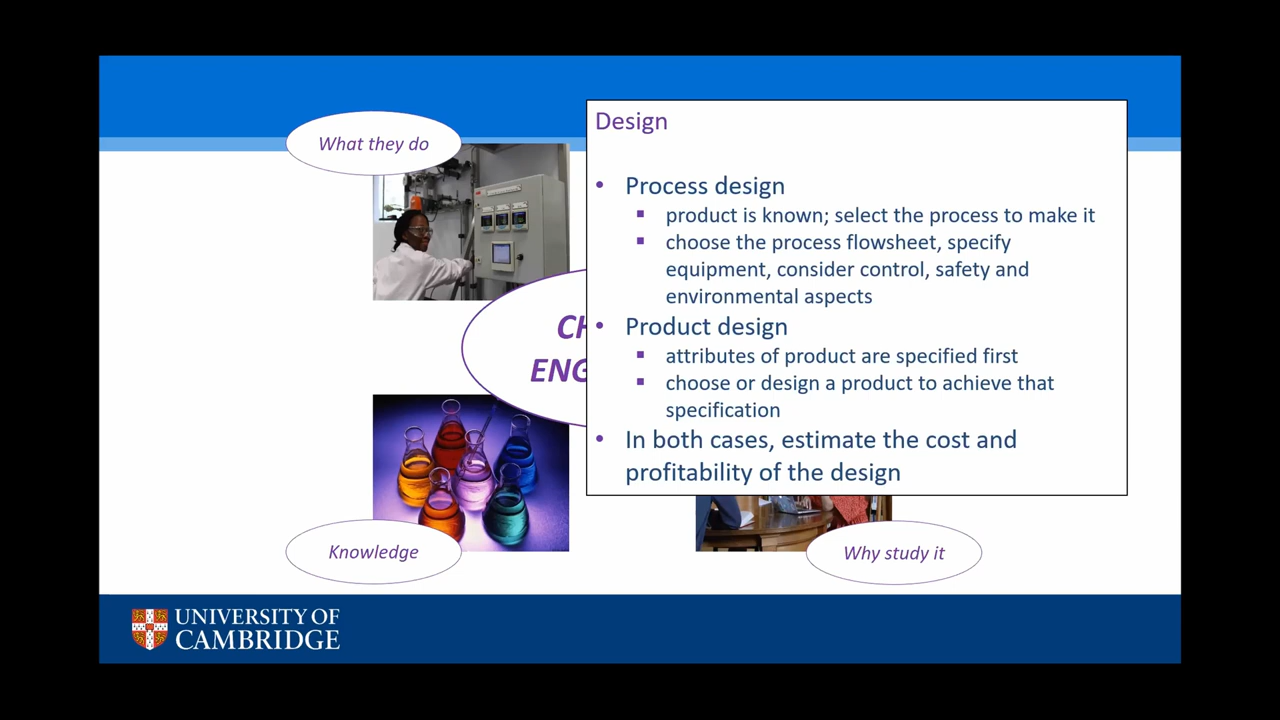 What they do
Design
• Process design
▪ product is known; select the process to make it
▪ choose the process flowsheet, specify
equipment, consider control, safety and
environmental aspects
CH
ENG
• Product design
▪ attributes of product are specified first
▪ choose or design a product to achieve that
specification
• In both cases, estimate the cost and
profitability of the design
Knowledge
Why study it
UNIVERSITY OF
CAMBRIDGE